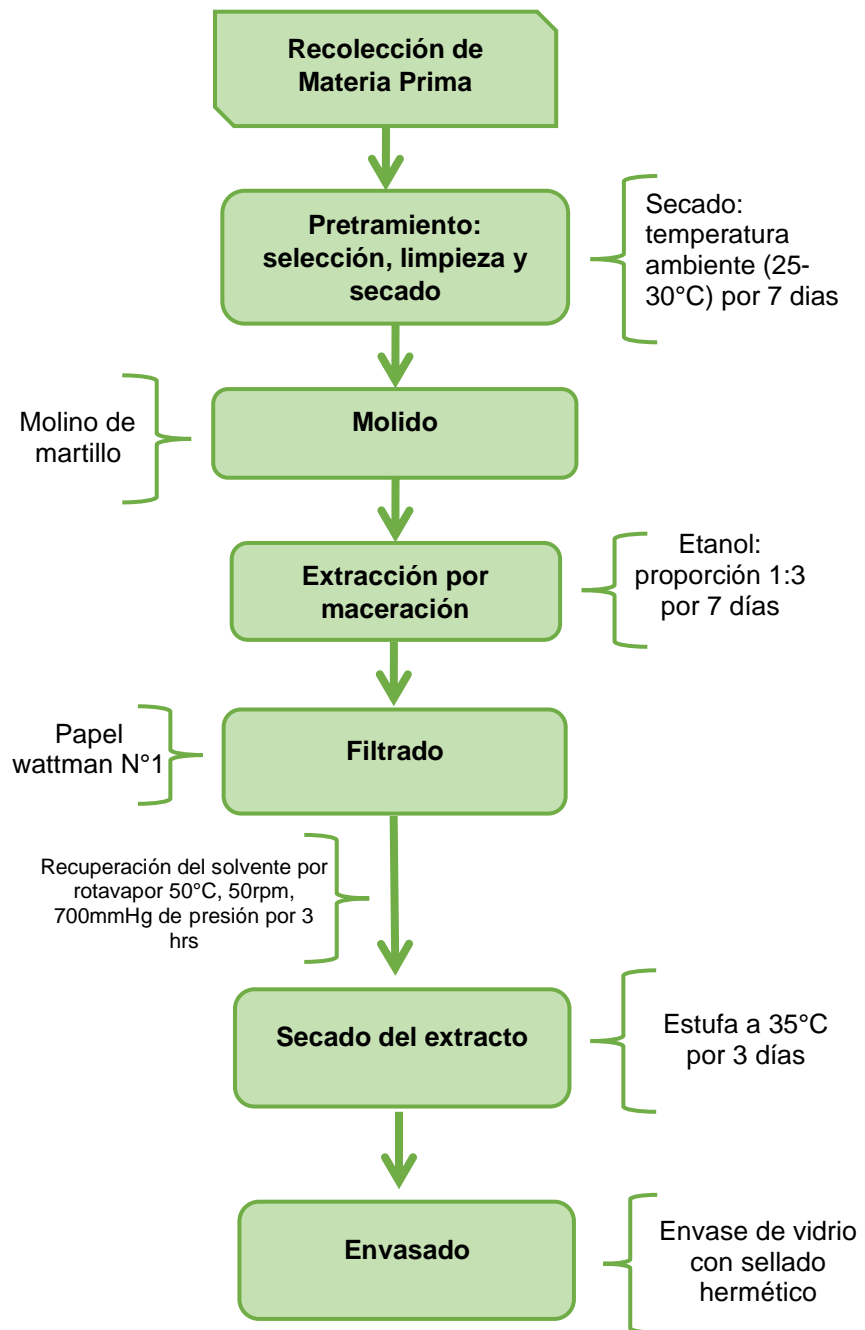 Recolección de
Materia Prima
Pretramiento:
selección, limpieza y
secado
Secado:
temperatura
ambiente (25-
30°C) por 7 dias
Molido
Molino de
martillo
Extracción por
maceración
Etanol:
proporción 1:3
por 7 días
Filtrado
Papel
wattman N°1
Recuperación del solvente por
rotavapor 50°C, 50rpm,
700mmHg de presión por 3
hrs
Secado del extracto
Estufa a 35°C
por 3 días
Envasado
Envase de vidrio
con sellado
hermético